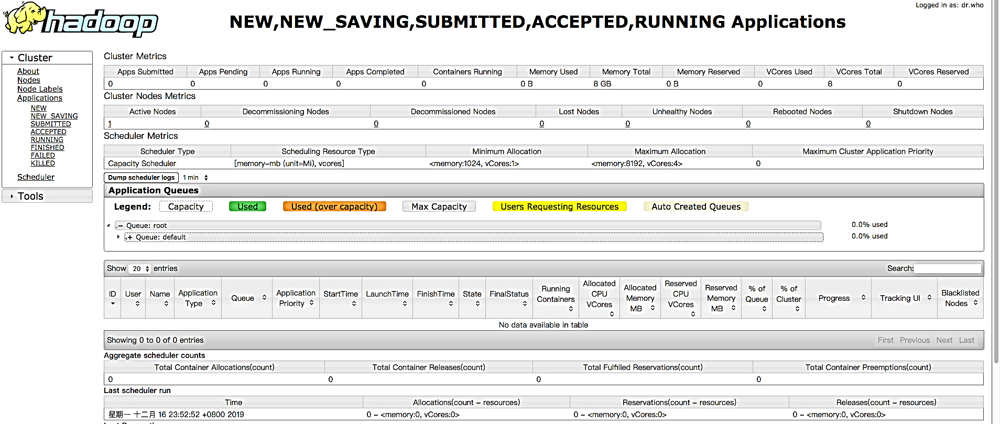 Logged in as: dr.who
hadoop
NEW,NEW_SAVING,SUBMITTED,ACCEPTED,RUNNING Applications
Cluster
About
Nodes
Node Labels
Applications
NEW
NEW_SAVING
SUBMITTED
ACCEPTED
RUNNING
FINISHED
FAILED
KILLED
Scheduler
Tools
Cluster Metrics
Apps Submitted Apps Pending Apps Running Apps Completed Containers Running Memory Used Memory Total Memory Reserved VCores Used VCores Total VCores Reserved
0 0 0 0 0 0 B 8 GB 0 B 0 8 0
Cluster Nodes Metrics
Active Nodes Decommissioning Nodes Decommissioned Nodes Lost Nodes Unhealthy Nodes Rebooted Nodes Shutdown Nodes
1 0 0 0 0 0 0
Scheduler Metrics
Scheduler Type Scheduling Resource Type Minimum Allocation Maximum Allocation Maximum Cluster Application Priority
Capacity Scheduler [memory-mb (unit=Mi), vcores] <memory:1024, vCores:1> <memory:8192, vCores:4> 0
Dump scheduler logs 1 min
Application Queues
Legend: Capacity Used Used (over capacity) Max Capacity Users Requesting Resources Auto Created Queues
.− Queue: root 0.0% used
.+ Queue: default 0.0% used
Show 20 entries Search:
ID User Name Application Type Queue Application Priority StartTime LaunchTime FinishTime State FinalStatus Running Containers Allocated CPU VCores Allocated Memory MB Reserved CPU VCores Reserved Memory MB % of Queue % of Cluster Progress Tracking UI Blacklisted Nodes
No data available in table
Showing 0 to 0 of 0 entries First Previous Next Last
Aggregate scheduler counts
Total Container Allocations(count) Total Container Releases(count) Total Fulfilled Reservations(count) Total Container Preemptions(count)
0 0 0 0
Last scheduler run
Time Allocations(count - resources) Reservations(count - resources) Releases(count - resources)
星期一 十二月 16 23:52:52 +0800 2019 0 - <memory:0, vCores:0> 0 - <memory:0, vCores:0> 0 - <memory:0, vCores:0>